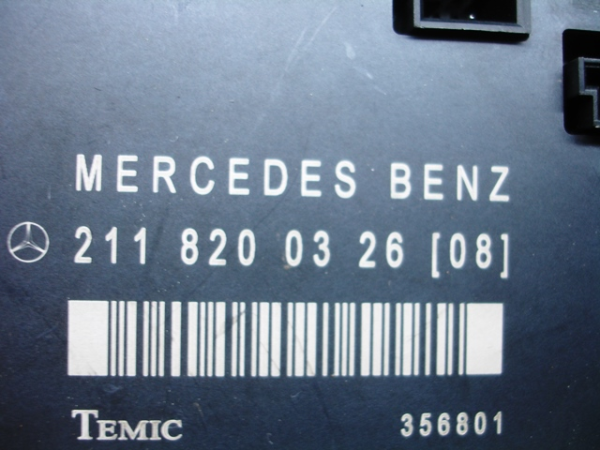 MERCEDES BENZ
211 820 03 26 [08]
TEMIC 356801